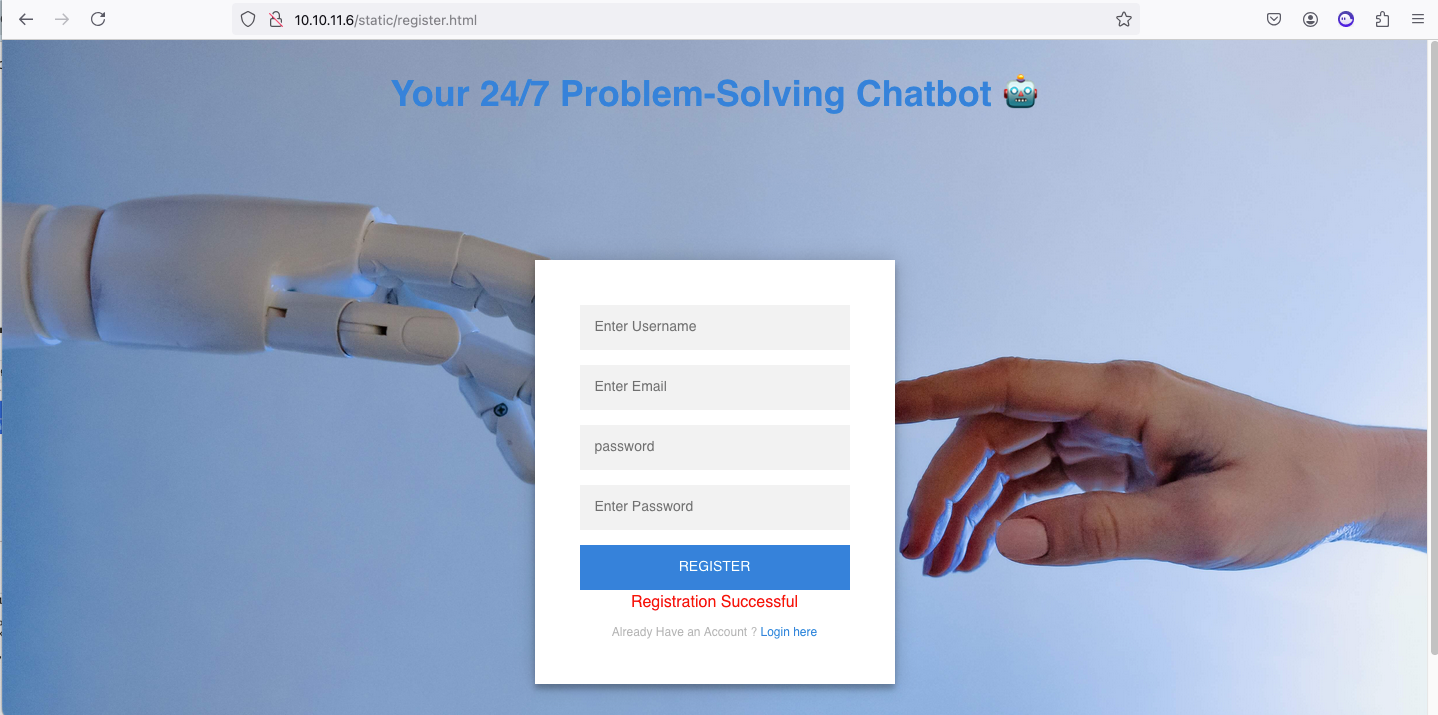 10.10.11.6/static/register.html
Your 24/7 Problem-Solving Chatbot 🤖
Enter Username
Enter Email
password
Enter Password
REGISTER
Registration Successful
Already Have an Account ? Login here